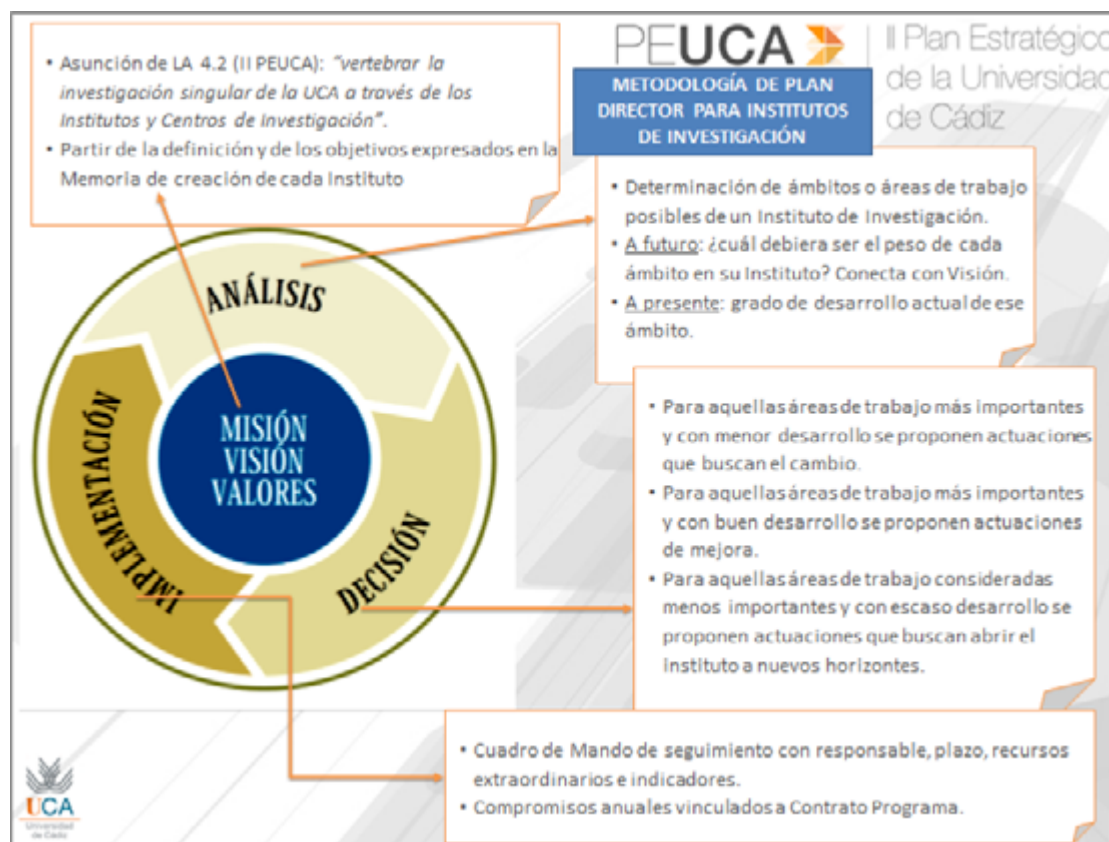 • Asunción de LA 4.2 (II PEUCA): "vertebrar la
investigación singular de la UCA a través de los
Institutos y Centros de Investigación".
• Partir de la definición y de los objetivos expresados en la
Memoria de creación de cada Instituto
PEUCA
II Plan Estratégico
de la Universidad
de Cádiz
METODOLOGÍA DE PLAN
DIRECTOR PARA INSTITUTOS
DE INVESTIGACIÓN
• Determinación de ámbitos o áreas de trabajo
posibles de un Instituto de Investigación.
• A futuro: ¿cuál debiera ser el peso de cada
ámbito en su Instituto? Conecta con Visión.
• A presente: grado de desarrollo actual de ese
ámbito.
ANÁLISIS
MISIÓN
VISIÓN
VALORES
IMPLEMENTACIÓN
DECISIÓN
• Para aquellas áreas de trabajo más importantes
y con menor desarrollo se proponen actuaciones
que buscan el cambio.
• Para aquellas áreas de trabajo más importantes
y con buen desarrollo se proponen actuaciones
de mejora.
• Para aquellas áreas de trabajo consideradas
menos importantes y con escaso desarrollo se
proponen actuaciones que buscan abrir el
instituto a nuevos horizontes.
• Cuadro de Mando de seguimiento con responsable, plazo, recursos
extraordinarios e indicadores.
• Compromisos anuales vinculados a Contrato Programa.
UCA
Universidad
de Cádiz